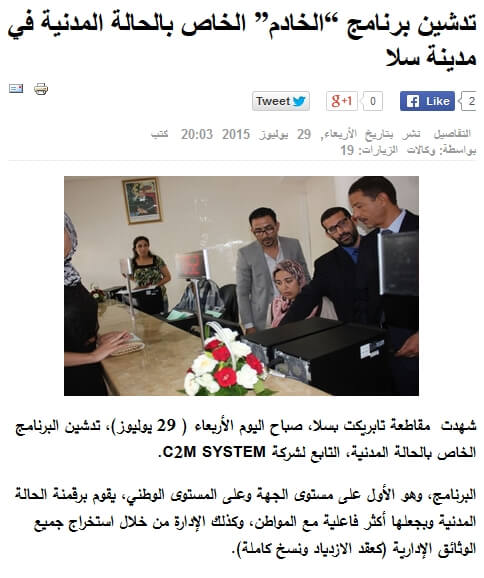 تدشين برنامج “الخادم” الخاص بالحالة المدنية في
مدينة سلا
Tweet
g+1 0
Like 2
التفاصيل نشر بتاريخ الأربعاء, 29 يوليوز 2015 20:03 كتب
بواسطة: وكالات الزيارات: 19
شهدت مقاطعة تابريكت بسلا، صباح اليوم الأربعاء ( 29 يوليوز)، تدشين البرنامج
الخاص بالحالة المدنية، التابع لشركة C2M SYSTEM.
البرنامج، وهو الأول على مستوى الجهة وعلى المستوى الوطني، يقوم برقمنة الحالة
المدنية ويجعلها أكثر فاعلية مع المواطن، وكذلك الإدارة من خلال استخراج جميع
الوثائق الإدارية (كعقد الازدياد ونسخ كاملة).